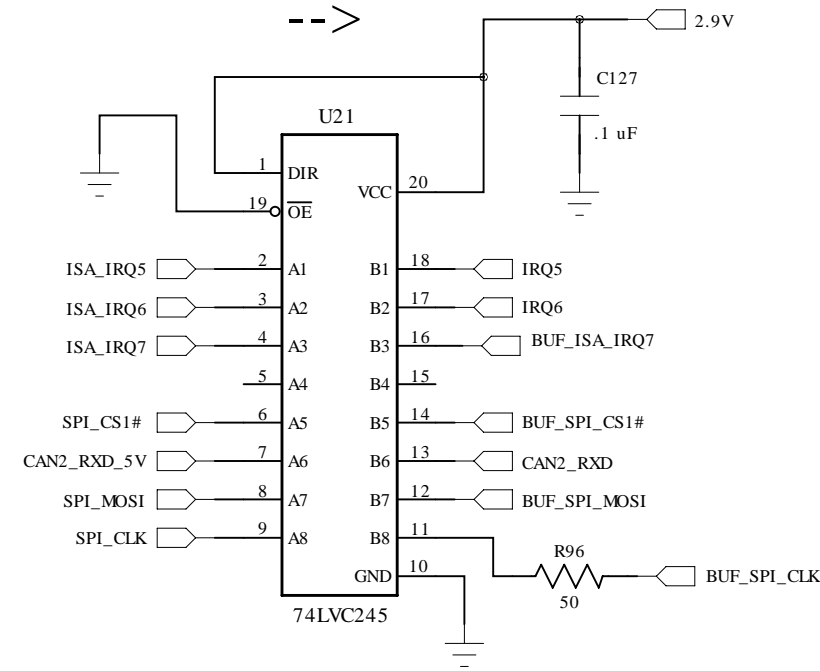 -->
2.9V
C127
.1 uF
U21
1 DIR
VCC 20
19 OE
ISA_IRQ5 2 A1 B1 18 IRQ5
ISA_IRQ6 3 A2 B2 17 IRQ6
ISA_IRQ7 4 A3 B3 16 BUF_ISA_IRQ7
5 A4 B4 15
SPI_CS1# 6 A5 B5 14 BUF_SPI_CS1#
CAN2_RXD_5V 7 A6 B6 13 CAN2_RXD
SPI_MOSI 8 A7 B7 12 BUF_SPI_MOSI
SPI_CLK 9 A8 B8 11
R96
GND 10
BUF_SPI_CLK
50
74LVC245